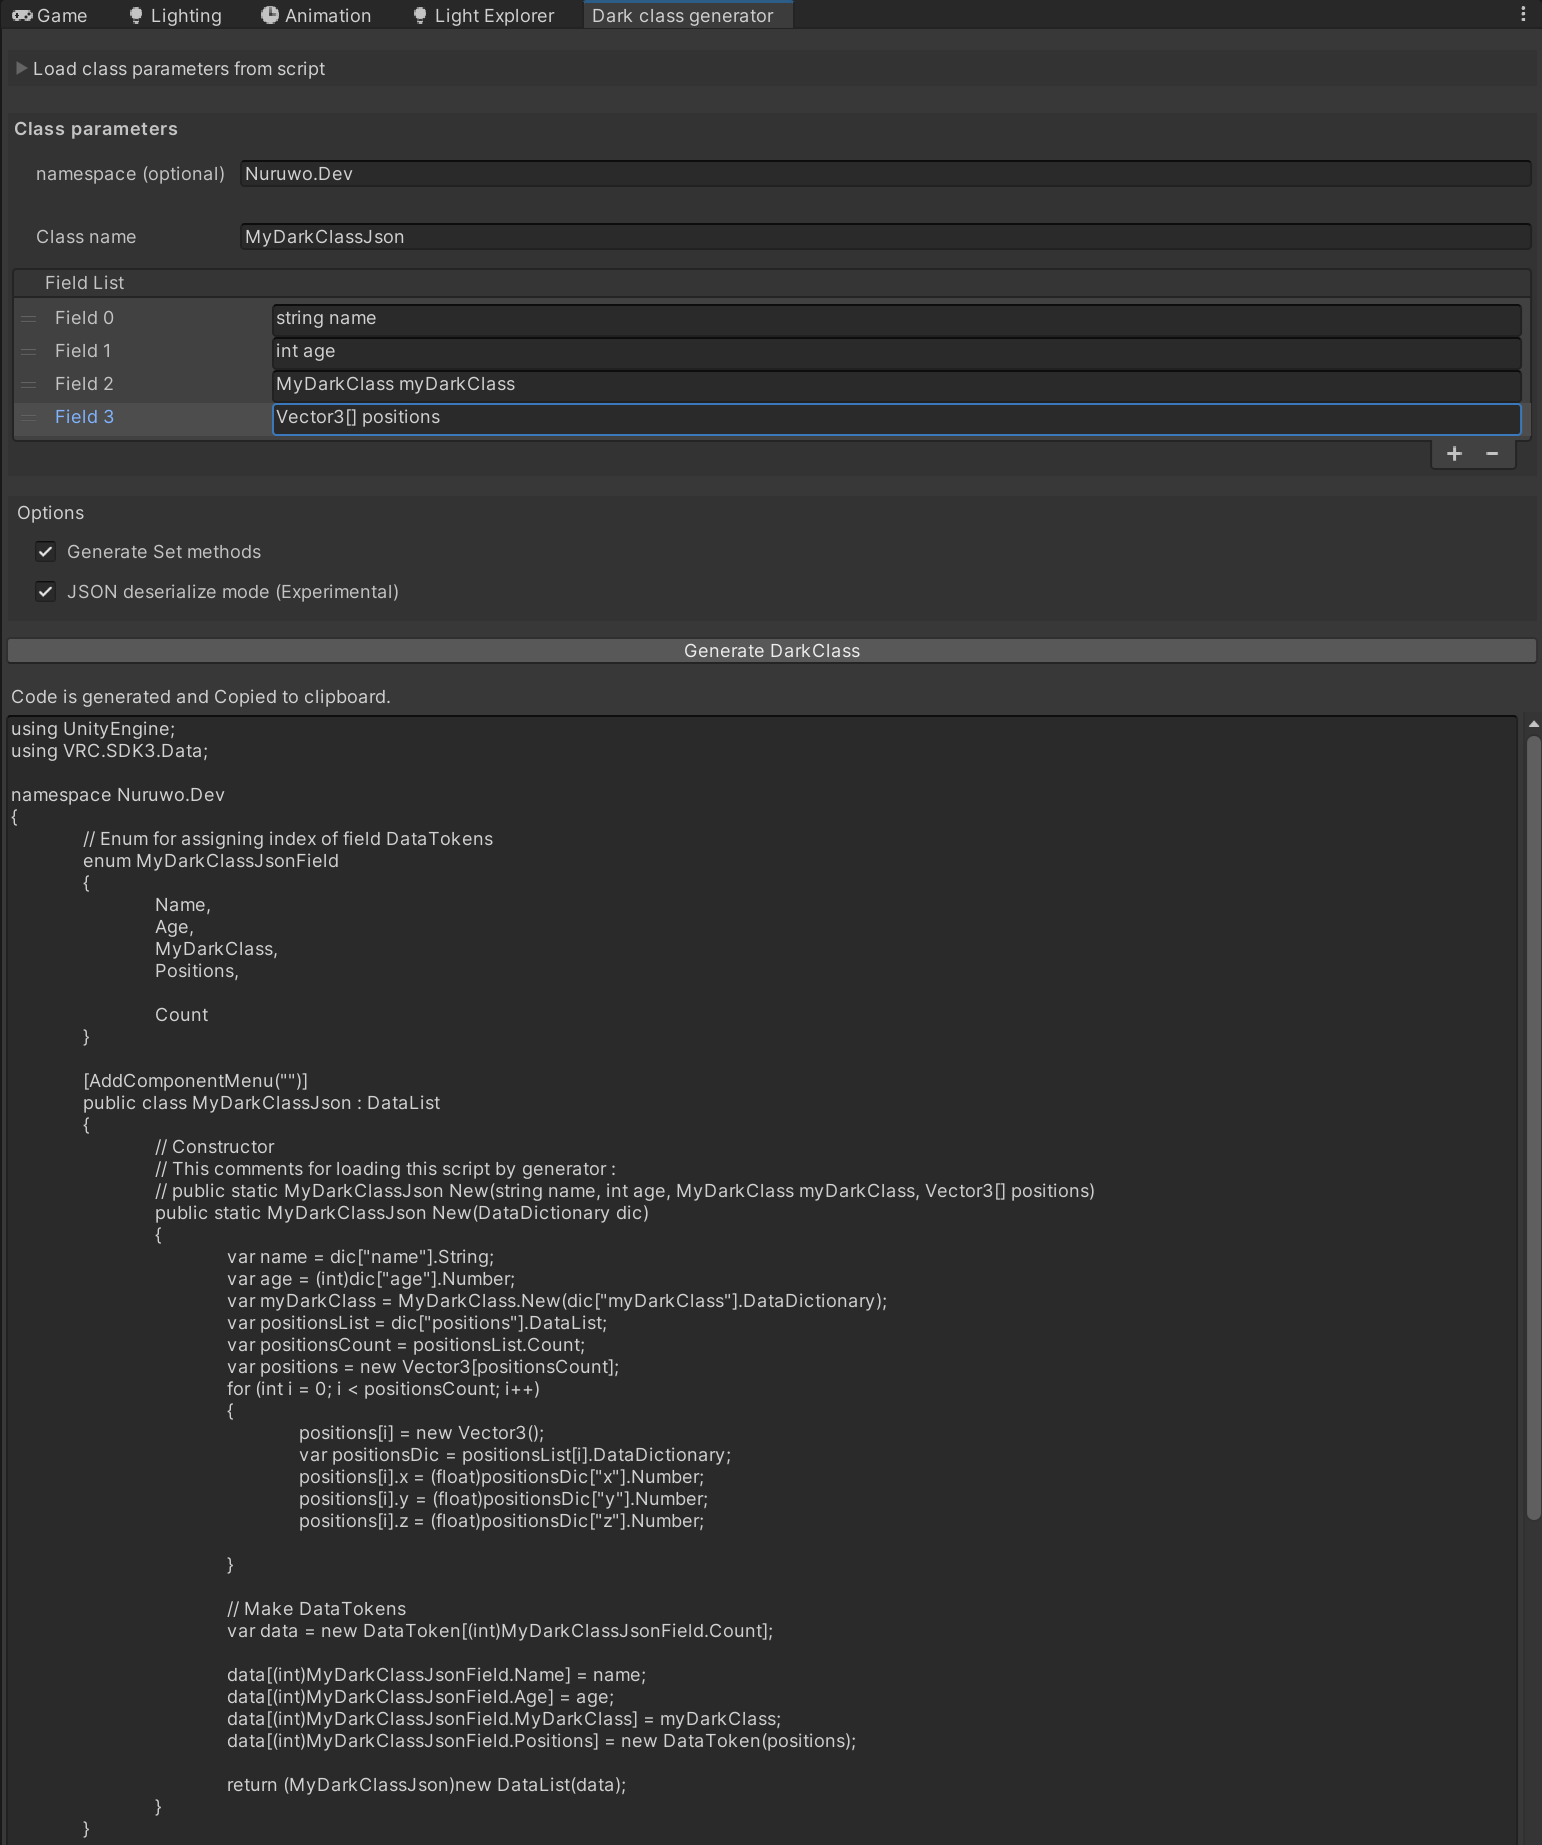 Game
Lighting
Animation
Light Explorer
Dark class generator
Load class parameters from script
Class parameters
namespace (optional)
Nuruwo.Dev
Class name
MyDarkClassJson
Field List
Field 0
string name
Field 1
int age
Field 2
MyDarkClass myDarkClass
Field 3
Vector3[] positions
+ −
Options
Generate Set methods
JSON deserialize mode (Experimental)
Generate DarkClass
Code is generated and Copied to clipboard.
using UnityEngine;
using VRC.SDK3.Data;
namespace Nuruwo.Dev
{
// Enum for assigning index of field DataTokens
enum MyDarkClassJsonField
{
Name,
Age,
MyDarkClass,
Positions,
Count
}
[AddComponentMenu("")]
public class MyDarkClassJson : DataList
{
// Constructor
// This comments for loading this script by generator :
// public static MyDarkClassJson New(string name, int age, MyDarkClass myDarkClass, Vector3[] positions)
public static MyDarkClassJson New(DataDictionary dic)
{
var name = dic["name"].String;
var age = (int)dic["age"].Number;
var myDarkClass = MyDarkClass.New(dic["myDarkClass"].DataDictionary);
var positionsList = dic["positions"].DataList;
var positionsCount = positionsList.Count;
var positions = new Vector3[positionsCount];
for (int i = 0; i < positionsCount; i++)
{
positions[i] = new Vector3();
var positionsDic = positionsList[i].DataDictionary;
positions[i].x = (float)positionsDic["x"].Number;
positions[i].y = (float)positionsDic["y"].Number;
positions[i].z = (float)positionsDic["z"].Number;
}
// Make DataTokens
var data = new DataToken[(int)MyDarkClassJsonField.Count];
data[(int)MyDarkClassJsonField.Name] = name;
data[(int)MyDarkClassJsonField.Age] = age;
data[(int)MyDarkClassJsonField.MyDarkClass] = myDarkClass;
data[(int)MyDarkClassJsonField.Positions] = new DataToken(positions);
return (MyDarkClassJson)new DataList(data);
}
}